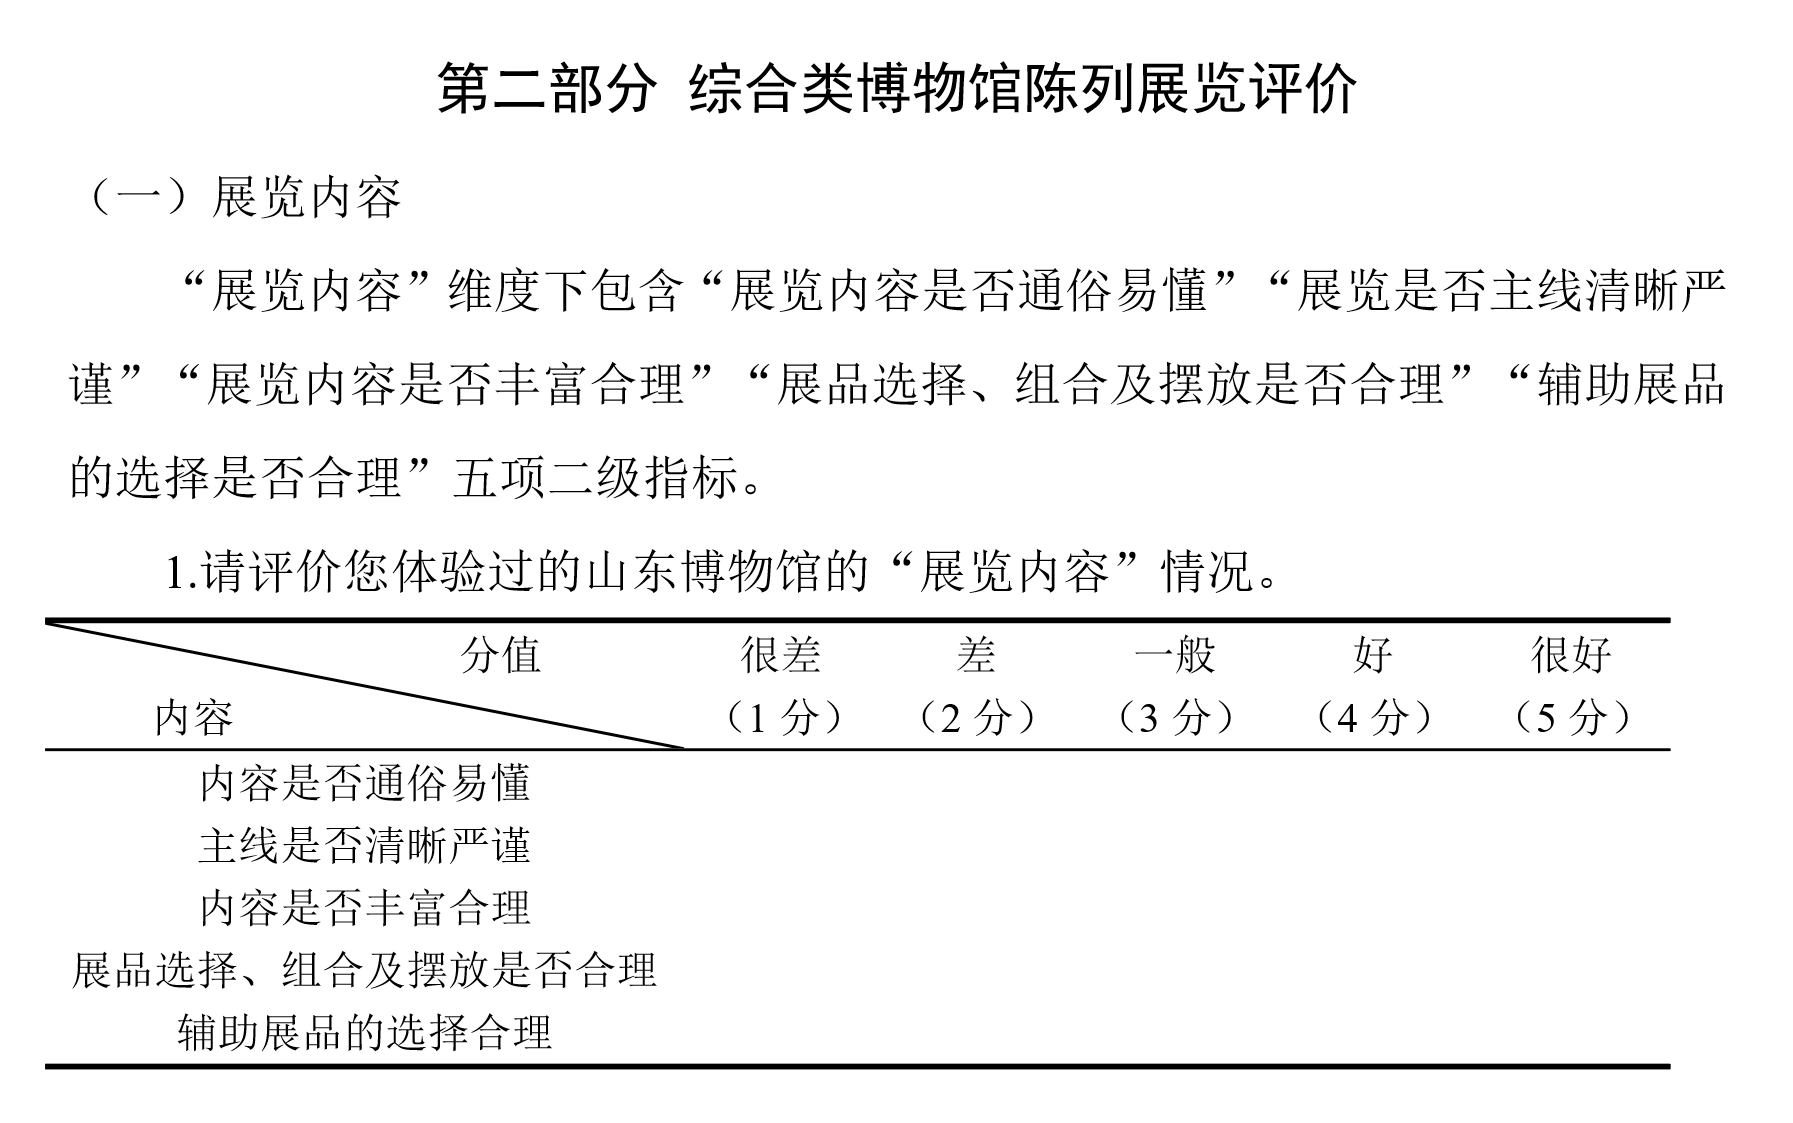 第二部分 综合类博物馆陈列展览评价
（一）展览内容
“展览内容”维度下包含“展览内容是否通俗易懂”“展览是否主线清晰严
谨”“展览内容是否丰富合理”“展品选择、组合及摆放是否合理”“辅助展品
的选择是否合理”五项二级指标。
1.请评价您体验过的山东博物馆的“展览内容”情况。
分值 很差 差 一般 好 很好
内容 （1 分） （2 分） （3 分） （4 分） （5 分）
内容是否通俗易懂
主线是否清晰严谨
内容是否丰富合理
展品选择、组合及摆放是否合理
辅助展品的选择合理